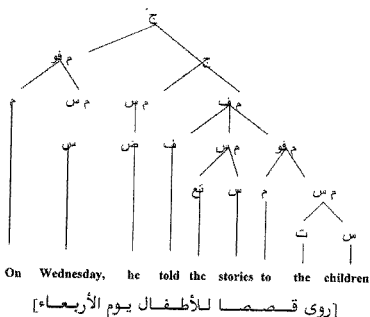 جَ
م فو ج
م م س م س م ف
س ض ف م س م فو
تع س م م س
ت س
On Wednesday, he told the stories to the children
[روى قصصا للأطفال يوم الأربعاء]